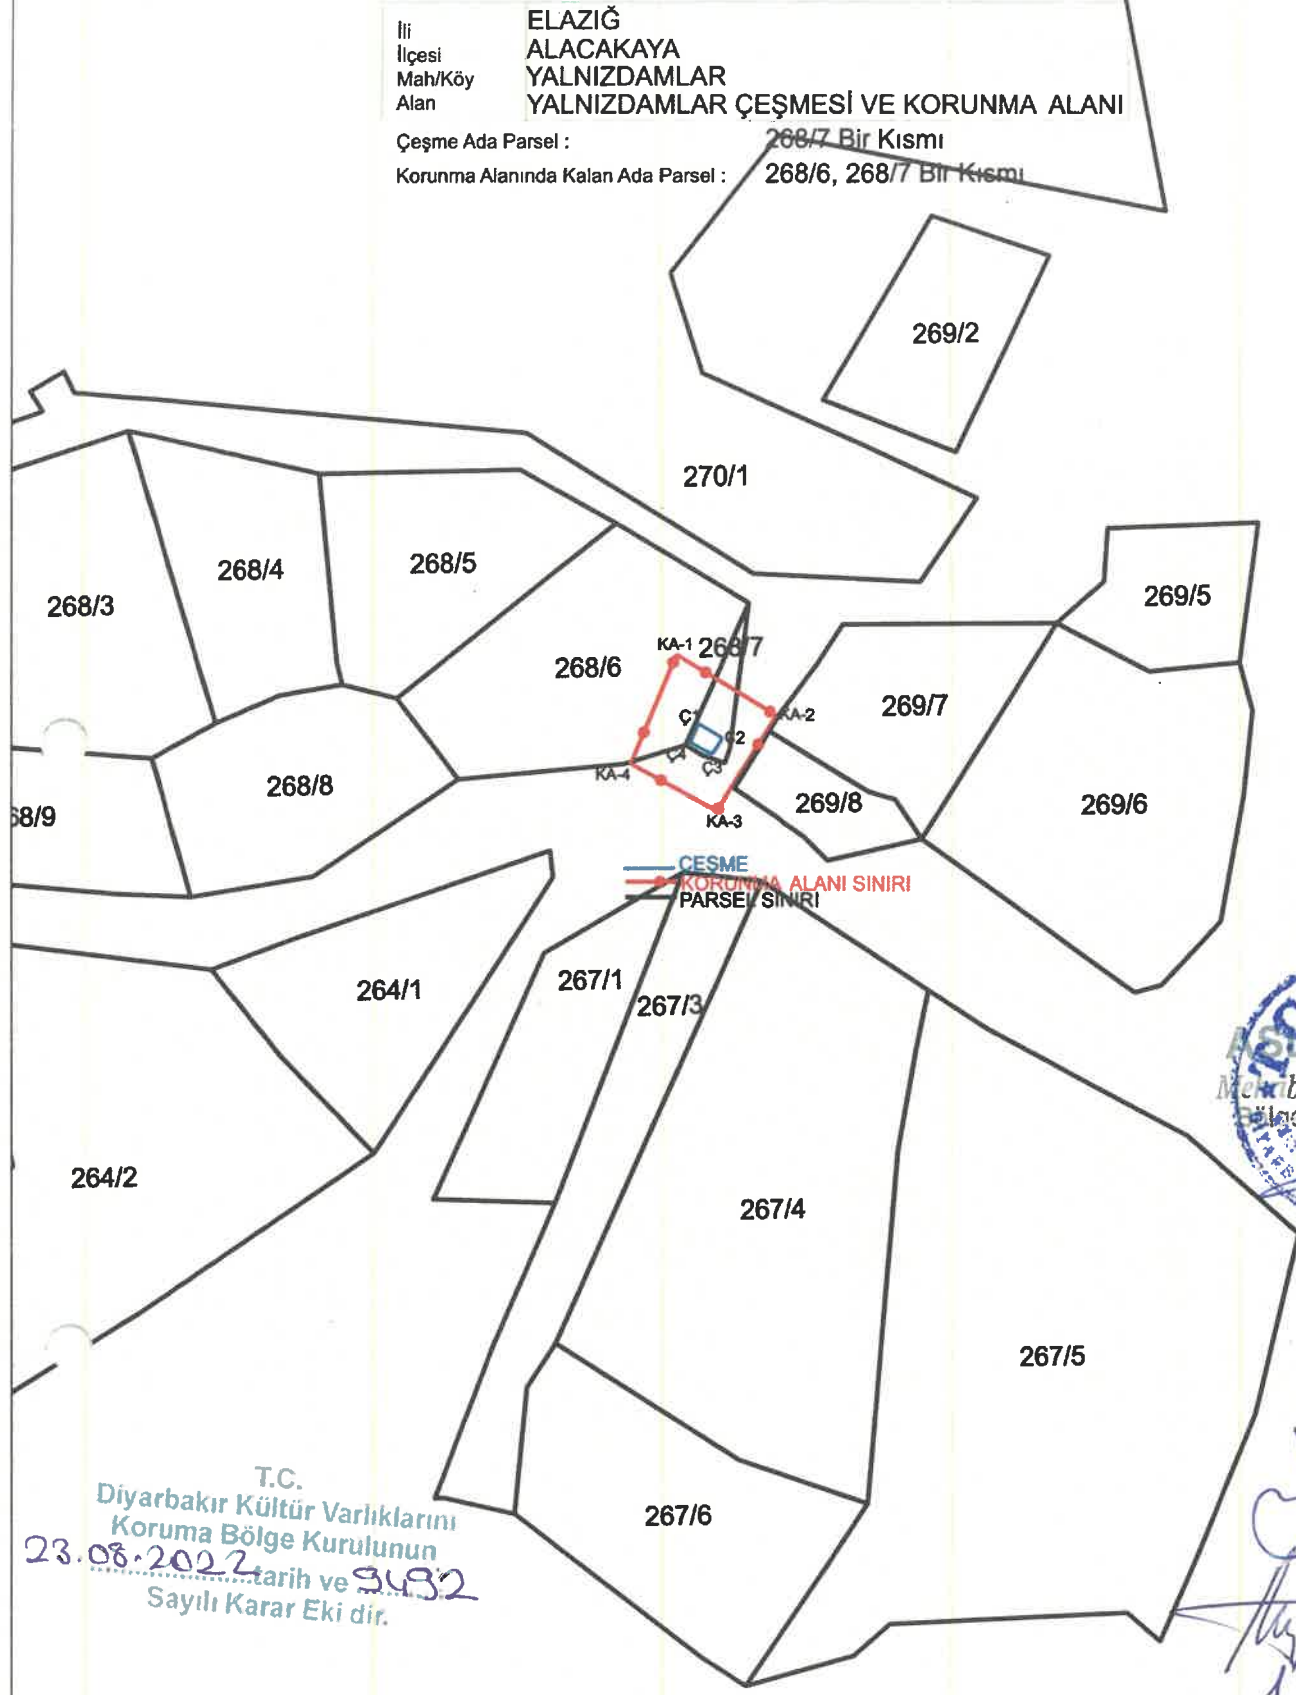 İli ELAZIĞ
İlçesi ALACAKAYA
Mah/Köy YALNIZDAMLAR
Alan YALNIZDAMLAR ÇEŞMESİ VE KORUNMA ALANI
Çeşme Ada Parsel : 268/7 Bir Kısmı
Korunma Alanında Kalan Ada Parsel : 268/6, 268/7 Bir Kısmı
269/2
270/1
268/3
268/4
268/5
269/5
268/6
KA-1
268/7
269/7
KA-2
Ç1
Ç2
Ç3
Ç4
KA-4
KA-3
268/8
68/9
269/8
269/6
ÇEŞME
KORUNMA ALANI SINIRI
PARSEL SINIRI
264/1
267/1
267/3
264/2
267/4
267/5
267/6
T.C.
Diyarbakır Kültür Varlıklarını
Koruma Bölge Kurulunun
23.08.2022 tarih ve 9492
Sayılı Karar Eki dir.